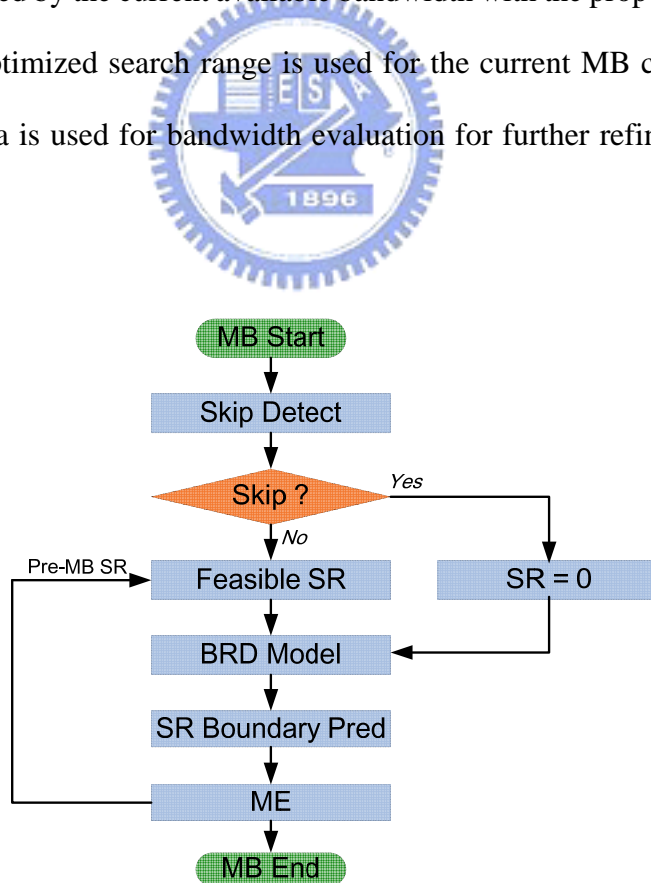 ed by the current available bandwidth with the prop
timized search range is used for the current MB c
a is used for bandwidth evaluation for further refin
E S A
1896
MB Start
Skip Detect
Skip ?
Yes
No
Pre-MB SR
Feasible SR
SR = 0
BRD Model
SR Boundary Pred
ME
MB End